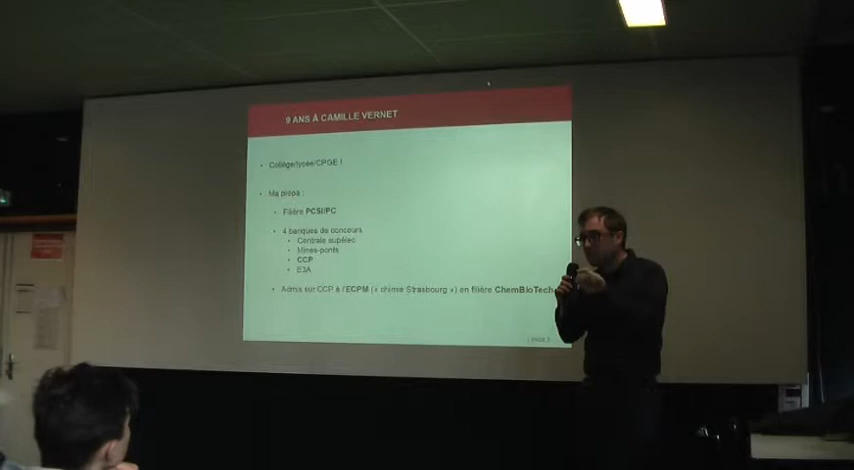 9 ANS À CAMILLE VERNET
• Collège/lycée/CPGE !
• Ma prépa :
• Filière PCSI/PC
• 4 banques de concours
• Centrale supélec
• Mines-ponts
• CCP
• E3A
• Admis sur CCP à l'ECPM (« chimie Strasbourg ») en filière ChemBioTech